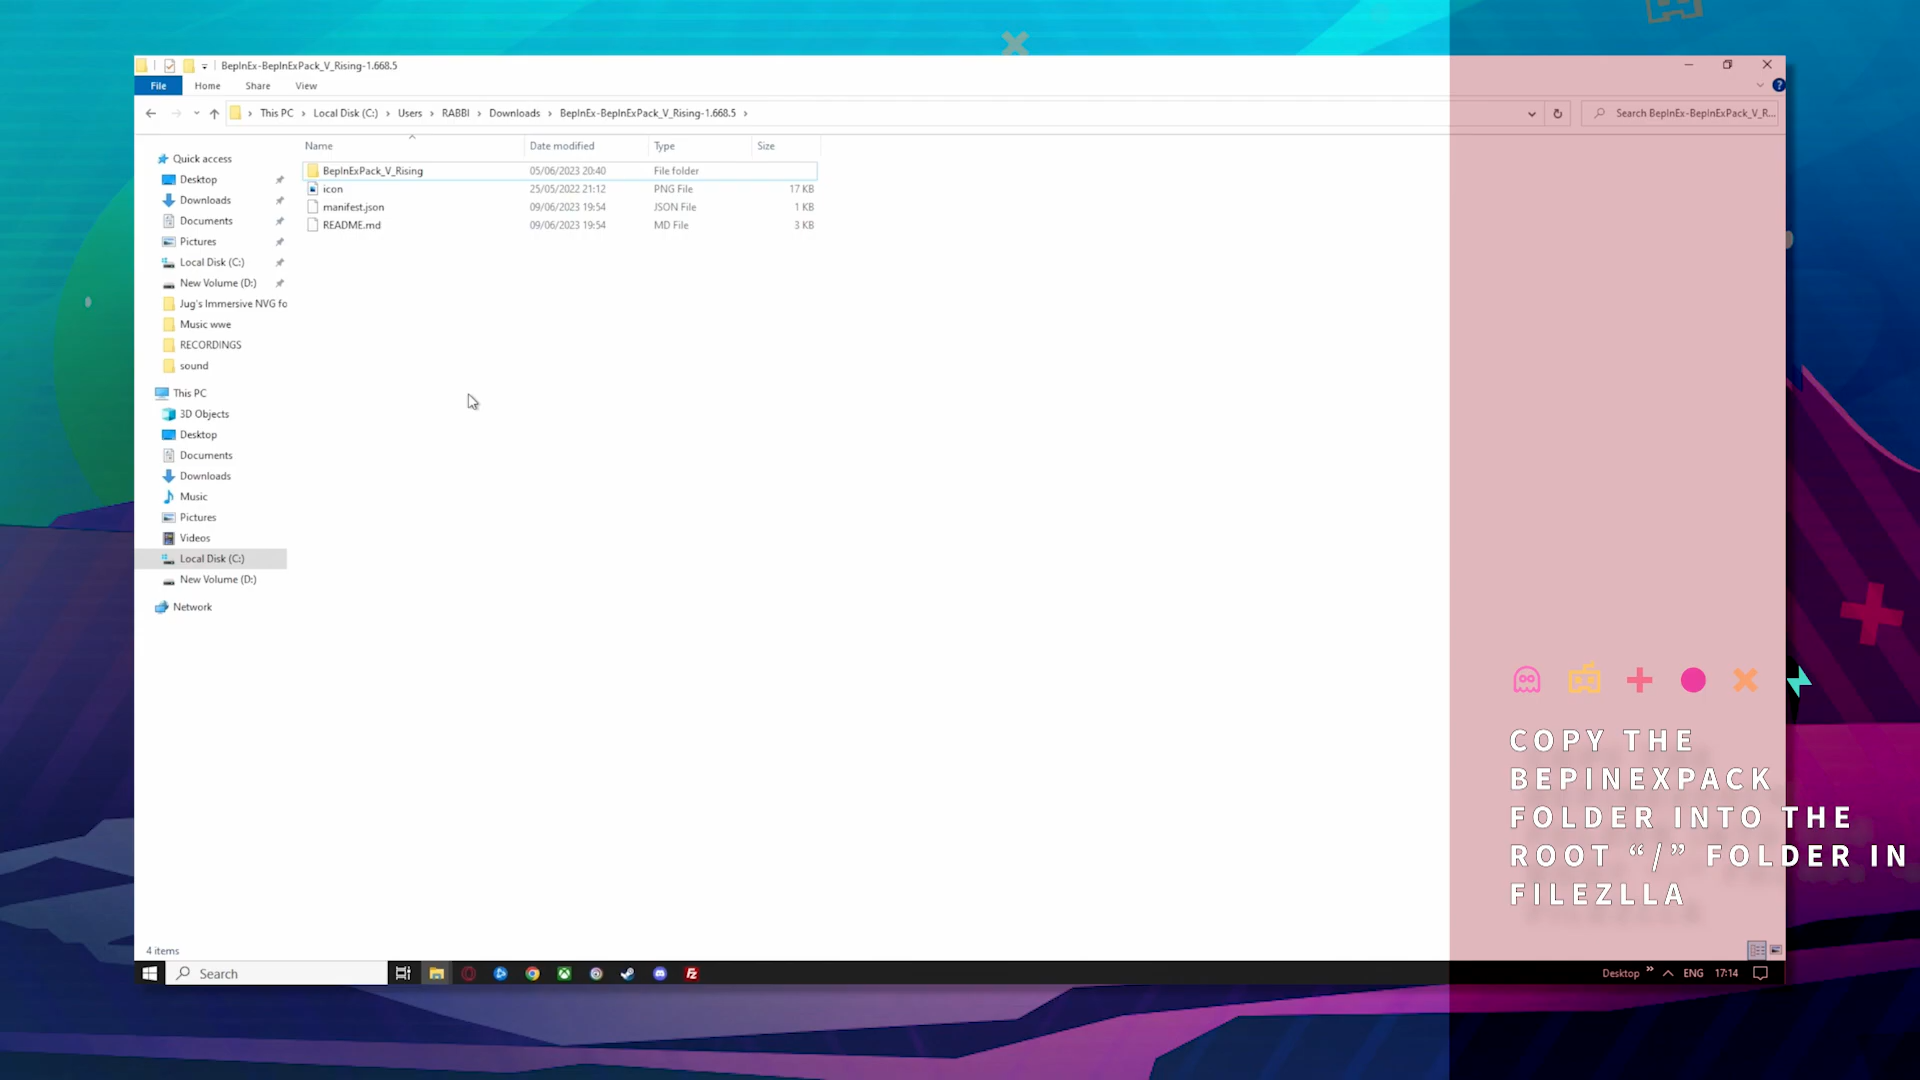 BepInEx-BepInExPack_V_Rising-1.668.5
File Home Share View
This PC Local Disk (C:) Users RABBI Downloads BepInEx-BepInExPack_V_Rising-1.668.5
Search BepInEx-BepInExPack_V_R...
Name Date modified Type Size
BepInExPack_V_Rising 05/06/2023 20:40 File folder
icon 25/05/2022 21:12 PNG File 17 KB
manifest.json 09/06/2023 19:54 JSON File 1 KB
README.md 09/06/2023 19:54 MD File 3 KB
Quick access
Desktop
Downloads
Documents
Pictures
Local Disk (C:)
New Volume (D:)
Jug's Immersive NVG fo
Music wwe
RECORDINGS
sound
This PC
3D Objects
Desktop
Documents
Downloads
Music
Pictures
Videos
Local Disk (C:)
New Volume (D:)
Network
COPY THE
BEPINEXPACK
FOLDER INTO THE
ROOT “/” FOLDER IN
FILEZLLA
4 items
Search
Desktop ENG 17:14